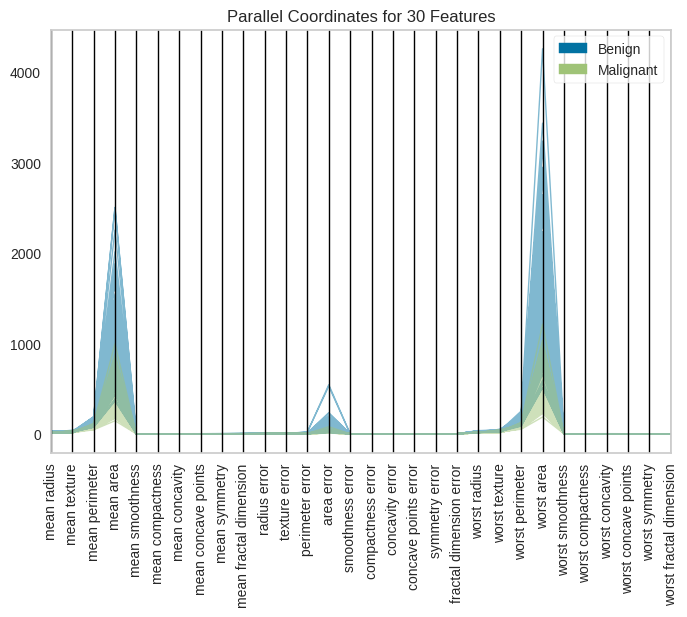 Parallel Coordinates for 30 Features
Benign
Malignant
4000
3000
2000
1000
0
mean radius
mean texture
mean perimeter
mean area
mean smoothness
mean compactness
mean concavity
mean concave points
mean symmetry
mean fractal dimension
radius error
texture error
perimeter error
area error
smoothness error
compactness error
concavity error
concave points error
symmetry error
fractal dimension error
worst radius
worst texture
worst perimeter
worst area
worst smoothness
worst compactness
worst concavity
worst concave points
worst symmetry
worst fractal dimension